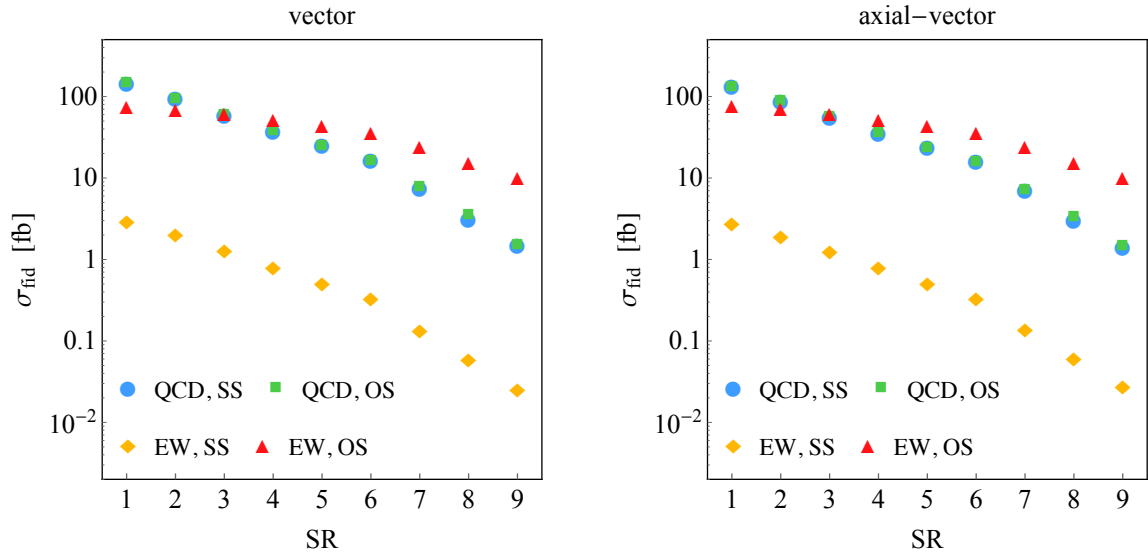 vector
σfid [fb]
100
10
1
0.1
10⁻²
QCD, SS
QCD, OS
EW, SS
EW, OS
1 2 3 4 5 6 7 8 9
SR
axial−vector
σfid [fb]
100
10
1
0.1
10⁻²
QCD, SS
QCD, OS
EW, SS
EW, OS
1 2 3 4 5 6 7 8 9
SR